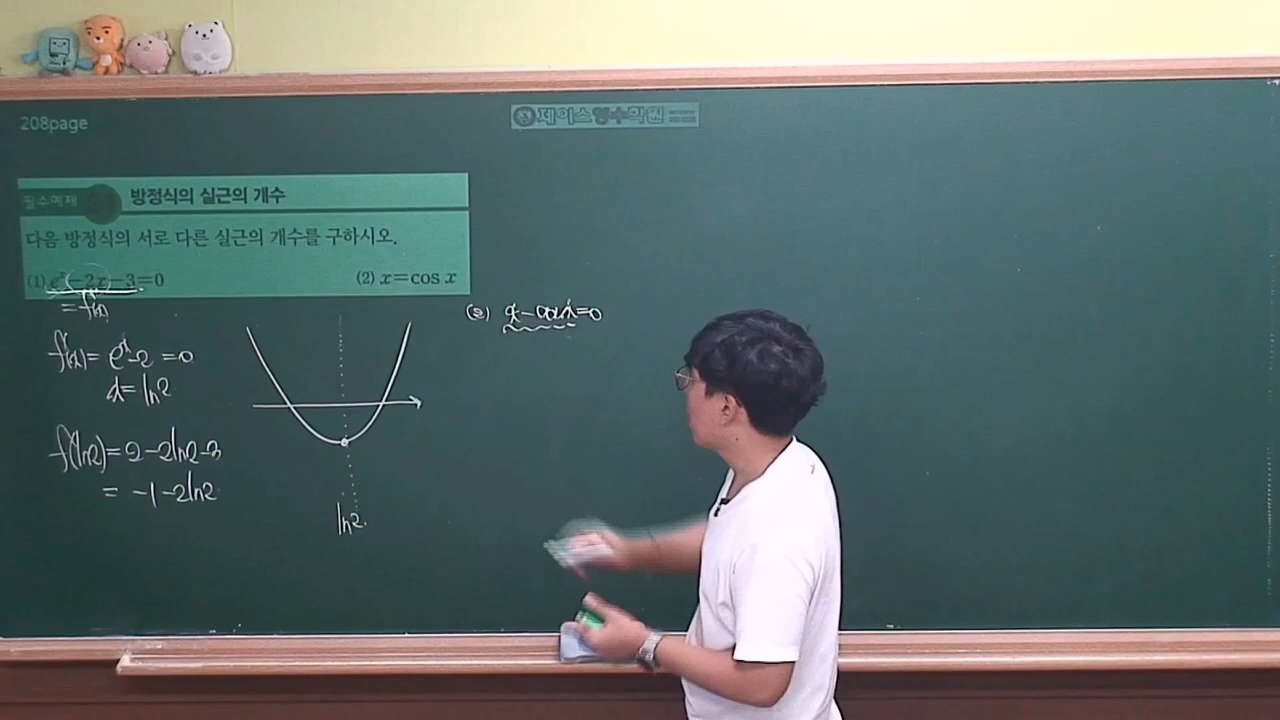 208page
제이스영수학원
필수예제 방정식의 실근의 개수
다음 방정식의 서로 다른 실근의 개수를 구하시오.
(1) eˣ-2x-3=0 (2) x=cos x
= f(x)
f'(x) = eˣ-2 = 0
x = ln2
f(ln2) = 2-2ln2-3
= -1-2ln2
ln2
(2) x-cosx=0